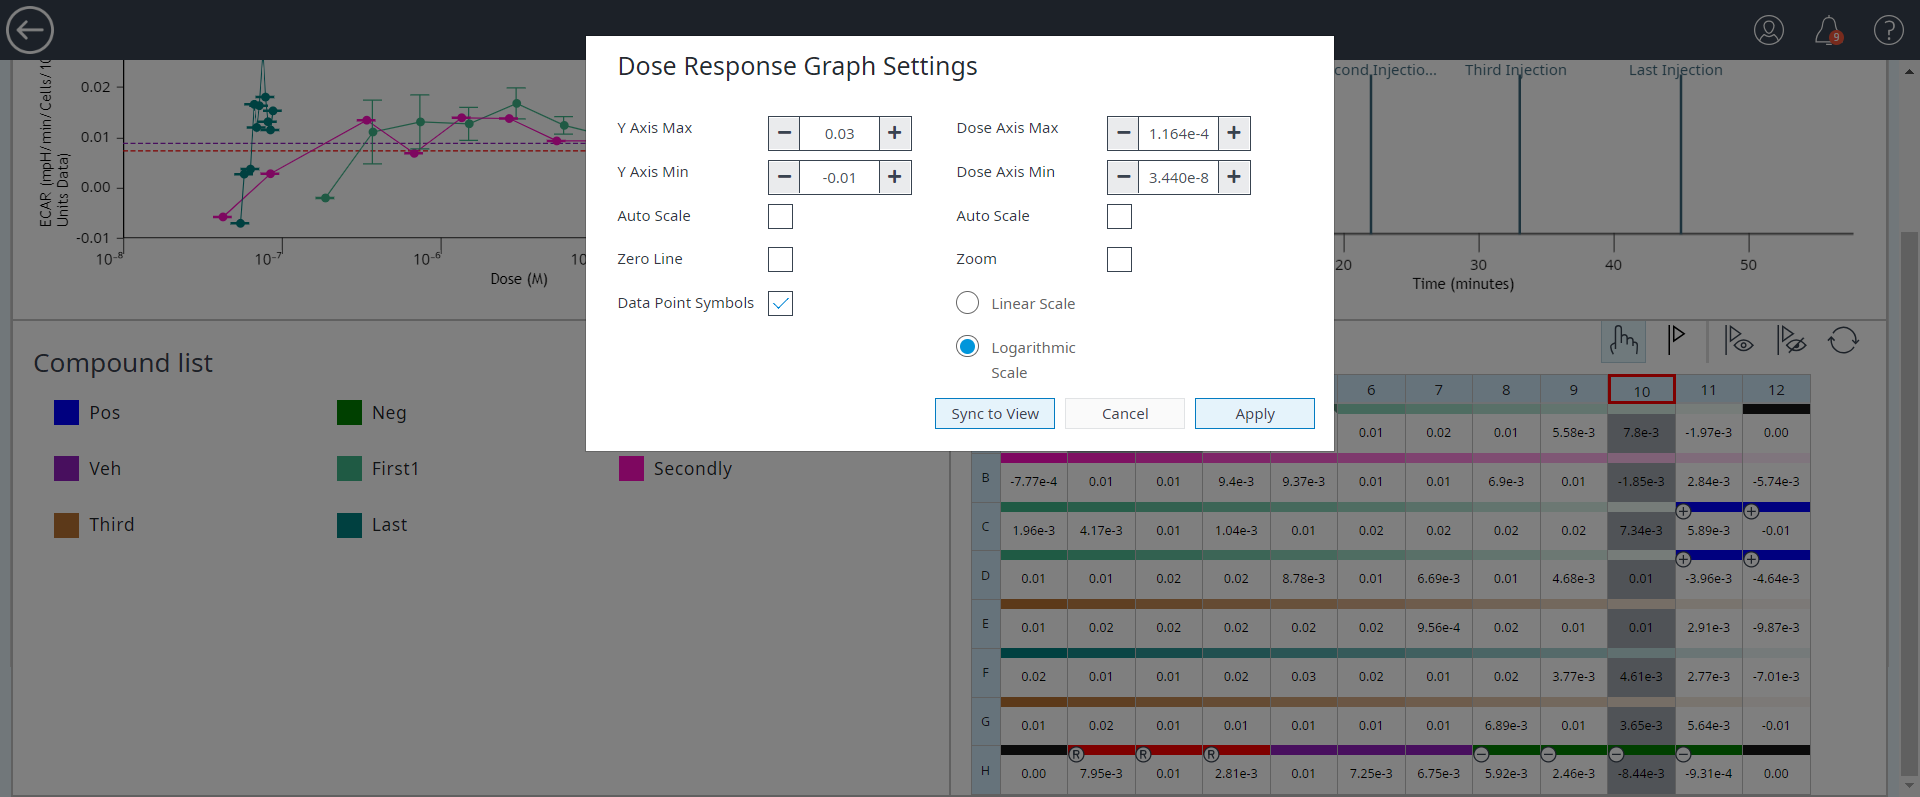 9
Dose Response Graph Settings
Y Axis Max
0.03
Dose Axis Max
1.164e-4
Y Axis Min
-0.01
Dose Axis Min
3.440e-8
Auto Scale
Auto Scale
Zero Line
Zoom
Data Point Symbols
Linear Scale
Logarithmic
Scale
Sync to View
Cancel
Apply
ECAR (mpH/min/Cells/10
Units Data)
0.02
0.01
0.00
-0.01
10⁻⁸
10⁻⁷
10⁻⁶
10
Dose (M)
cond Injectio...
Third Injection
Last Injection
20
30
40
50
Time (minutes)
Compound list
Pos
Neg
Veh
First1
Secondly
Third
Last
6 7 8 9 10 11 12
0.01 0.02 0.01 5.58e-3 7.8e-3 -1.97e-3 0.00
B -7.77e-4 0.01 0.01 9.4e-3 9.37e-3 0.01 0.01 6.9e-3 0.01 -1.85e-3 2.84e-3 -5.74e-3
C 1.96e-3 4.17e-3 0.01 1.04e-3 0.01 0.02 0.02 0.02 0.02 7.34e-3 5.89e-3 -0.01
D 0.01 0.01 0.02 0.02 8.78e-3 0.01 6.69e-3 0.01 4.68e-3 0.01 -3.96e-3 -4.64e-3
E 0.01 0.02 0.02 0.02 0.02 0.02 9.56e-4 0.02 0.01 0.01 2.91e-3 -9.87e-3
F 0.02 0.01 0.01 0.02 0.03 0.02 0.01 0.02 3.77e-3 4.61e-3 2.77e-3 -7.01e-3
G 0.01 0.02 0.01 0.01 0.01 0.01 0.01 6.89e-3 0.01 3.65e-3 5.64e-3 -0.01
R R R
H 0.00 7.95e-3 0.01 2.81e-3 0.01 7.25e-3 6.75e-3 5.92e-3 2.46e-3 -8.44e-3 -9.31e-4 0.00